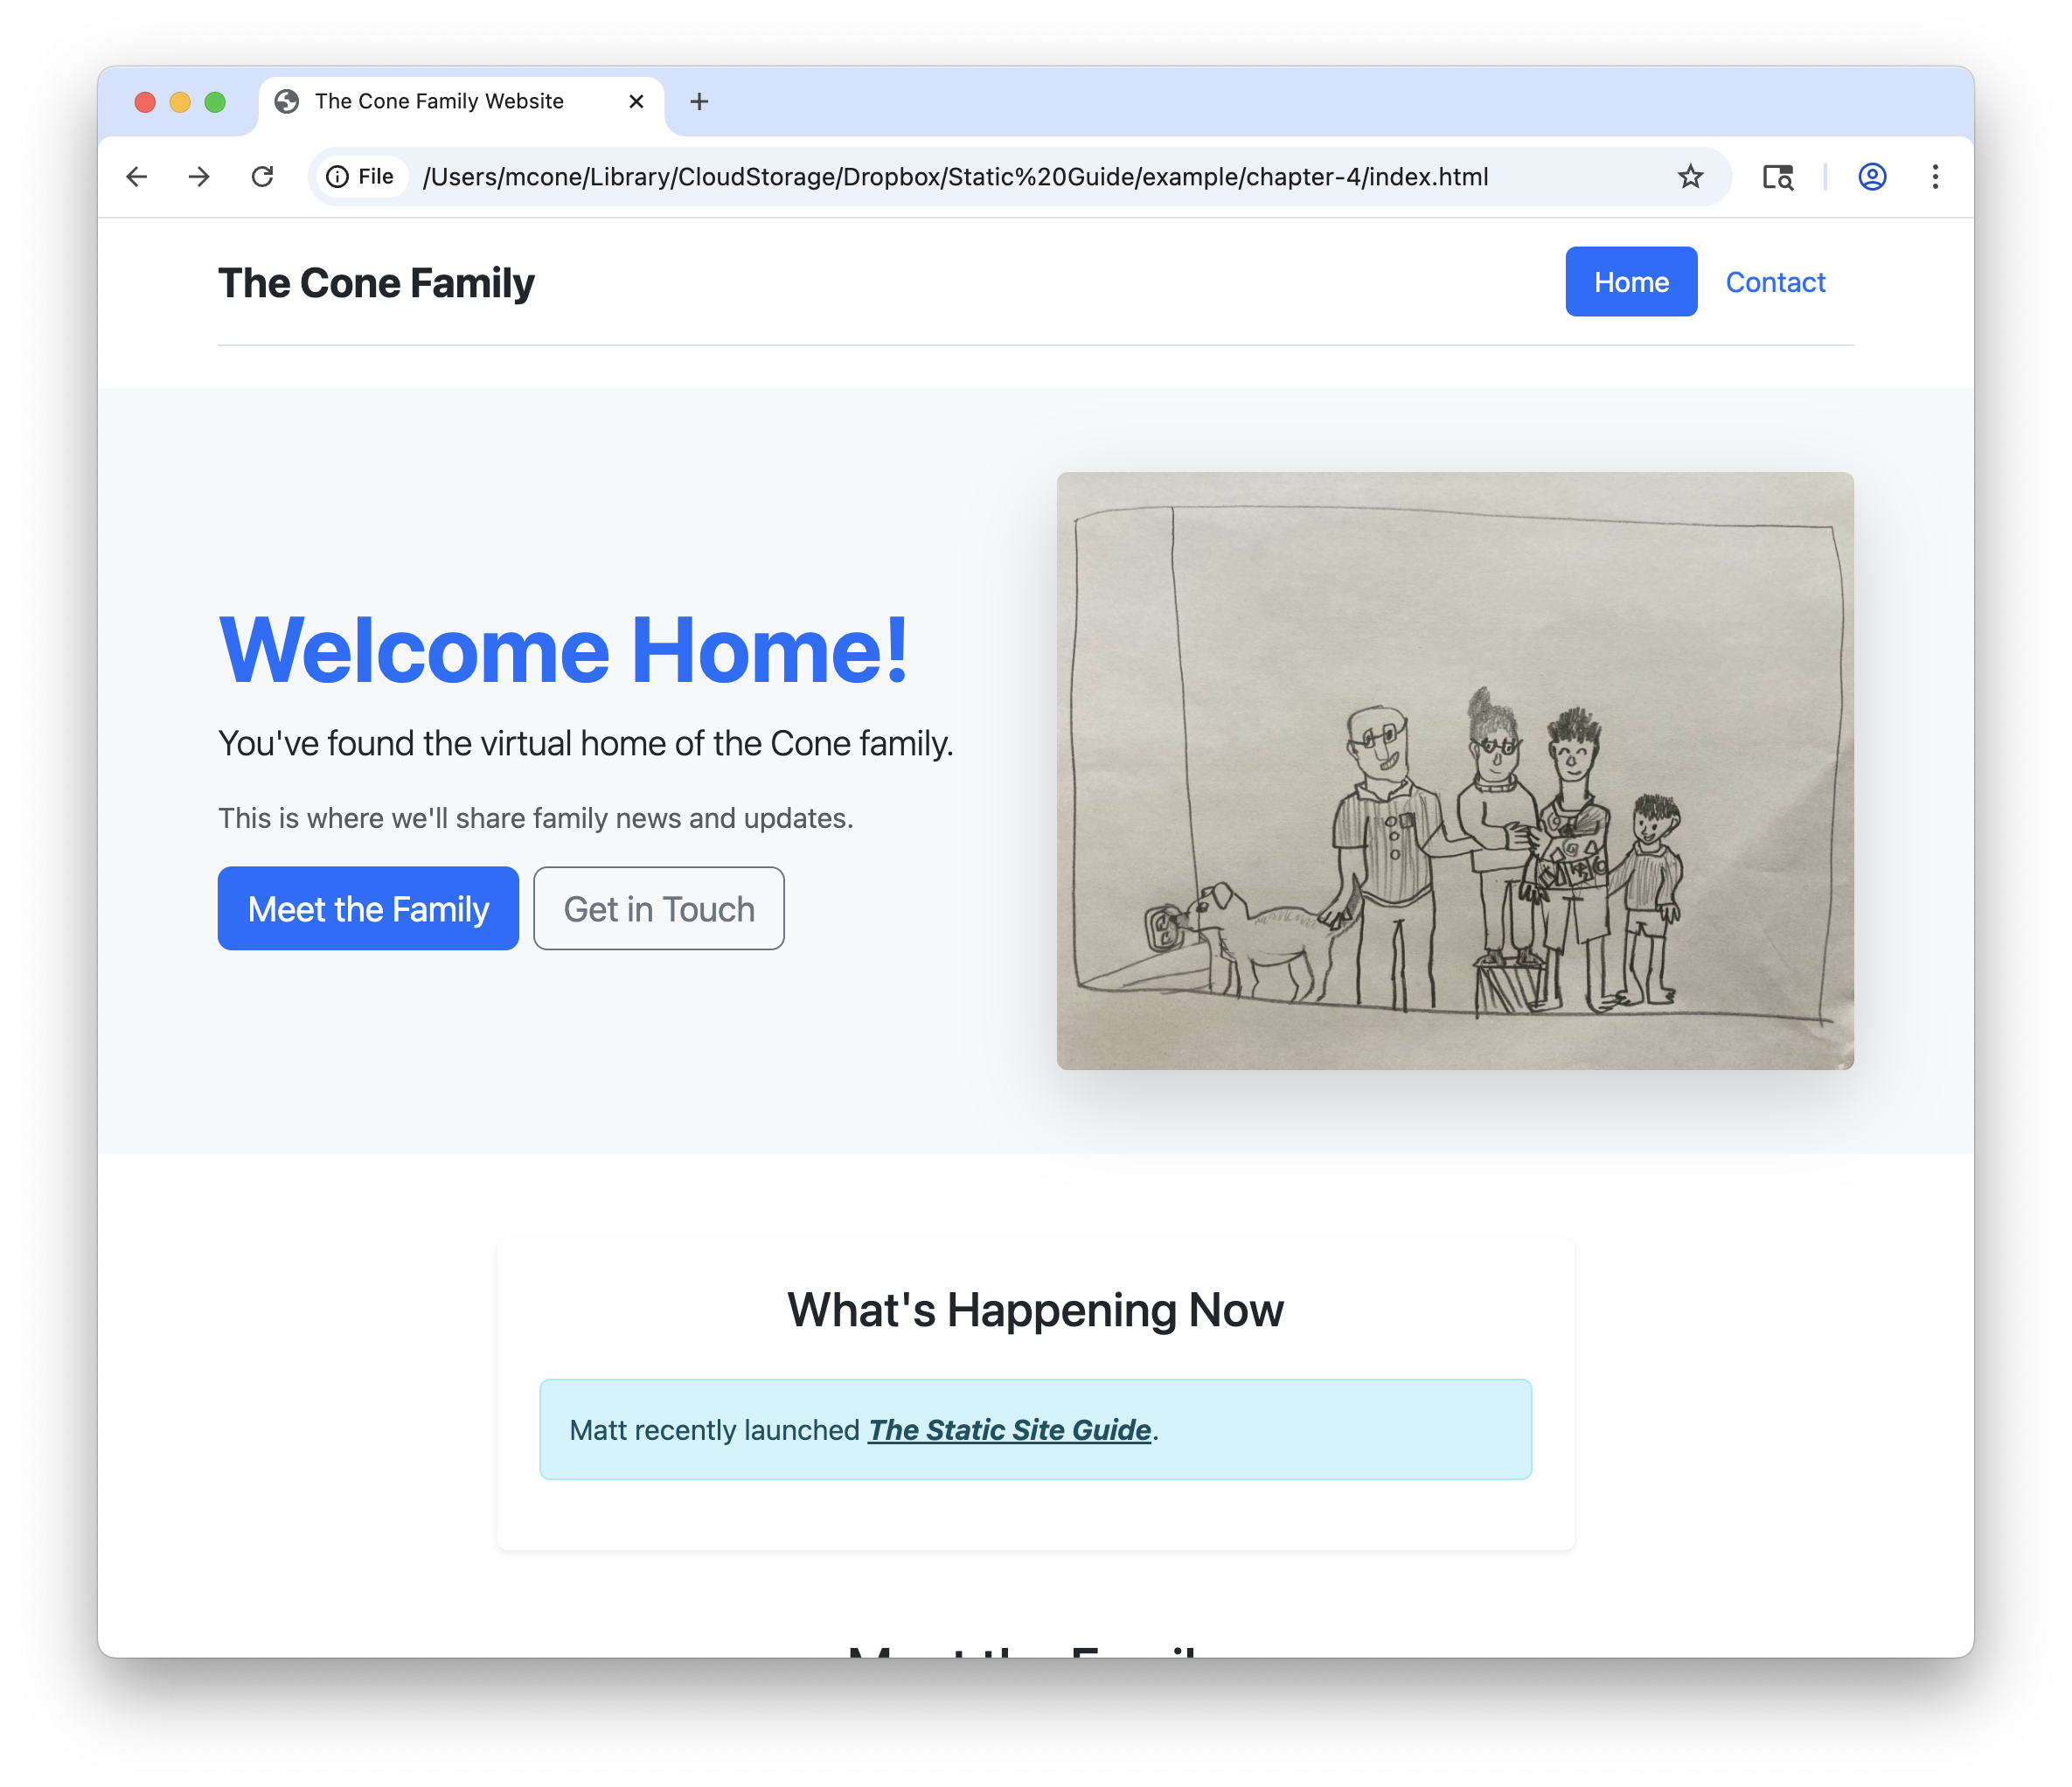 The Cone Family Website
File /Users/mcone/Library/CloudStorage/Dropbox/Static%20Guide/example/chapter-4/index.html
The Cone Family
Home Contact
Welcome Home!
You've found the virtual home of the Cone family.
This is where we'll share family news and updates.
Meet the Family Get in Touch
What's Happening Now
Matt recently launched The Static Site Guide.